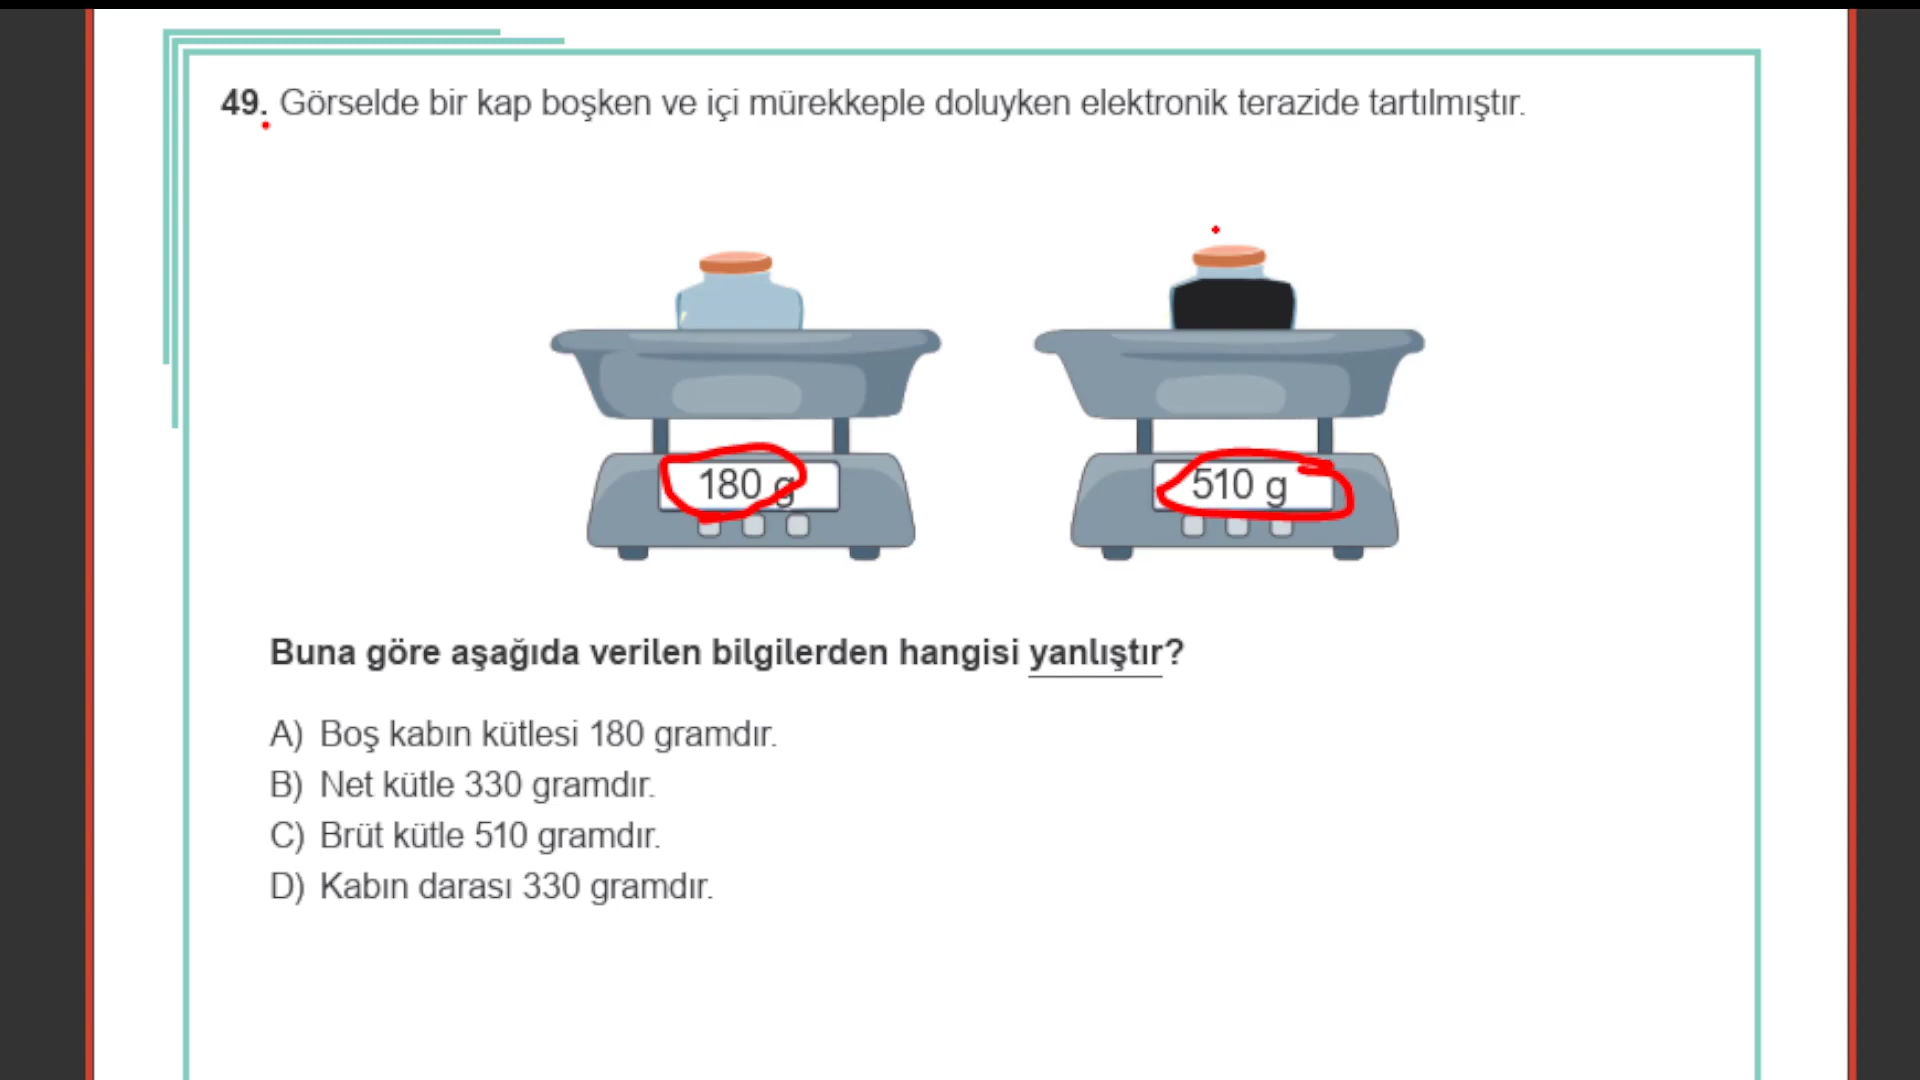 49. Görselde bir kap boşken ve içi mürekkeple doluyken elektronik terazide tartılmıştır.
180 g
510 g
Buna göre aşağıda verilen bilgilerden hangisi yanlıştır?
A) Boş kabın kütlesi 180 gramdır.
B) Net kütle 330 gramdır.
C) Brüt kütle 510 gramdır.
D) Kabın darası 330 gramdır.